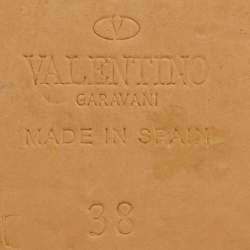 VALENTINO
GARAVANI
MADE IN SPAIN
38